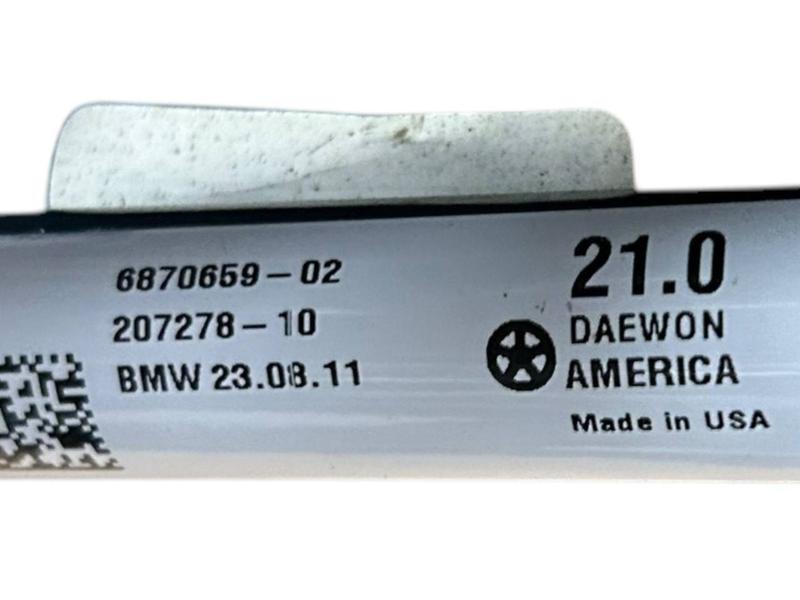 6870659-02
207278-10
BMW 23.08.11
21.0
DAEWON
AMERICA
Made in USA